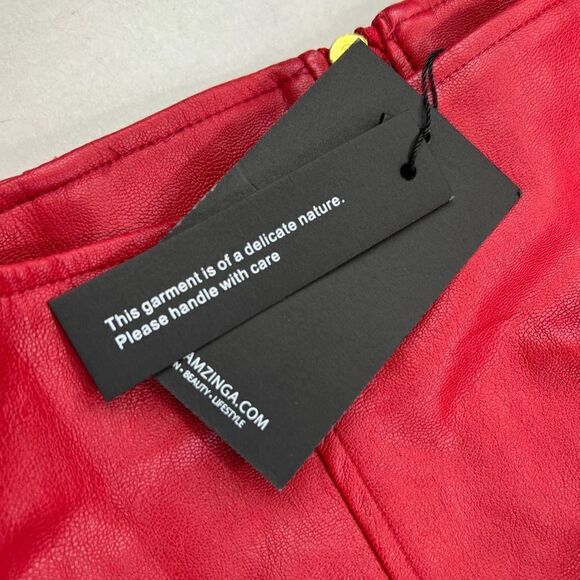 This garment is of a delicate nature.
Please handle with care
AMZINGA.COM
• BEAUTY • LIFESTYLE